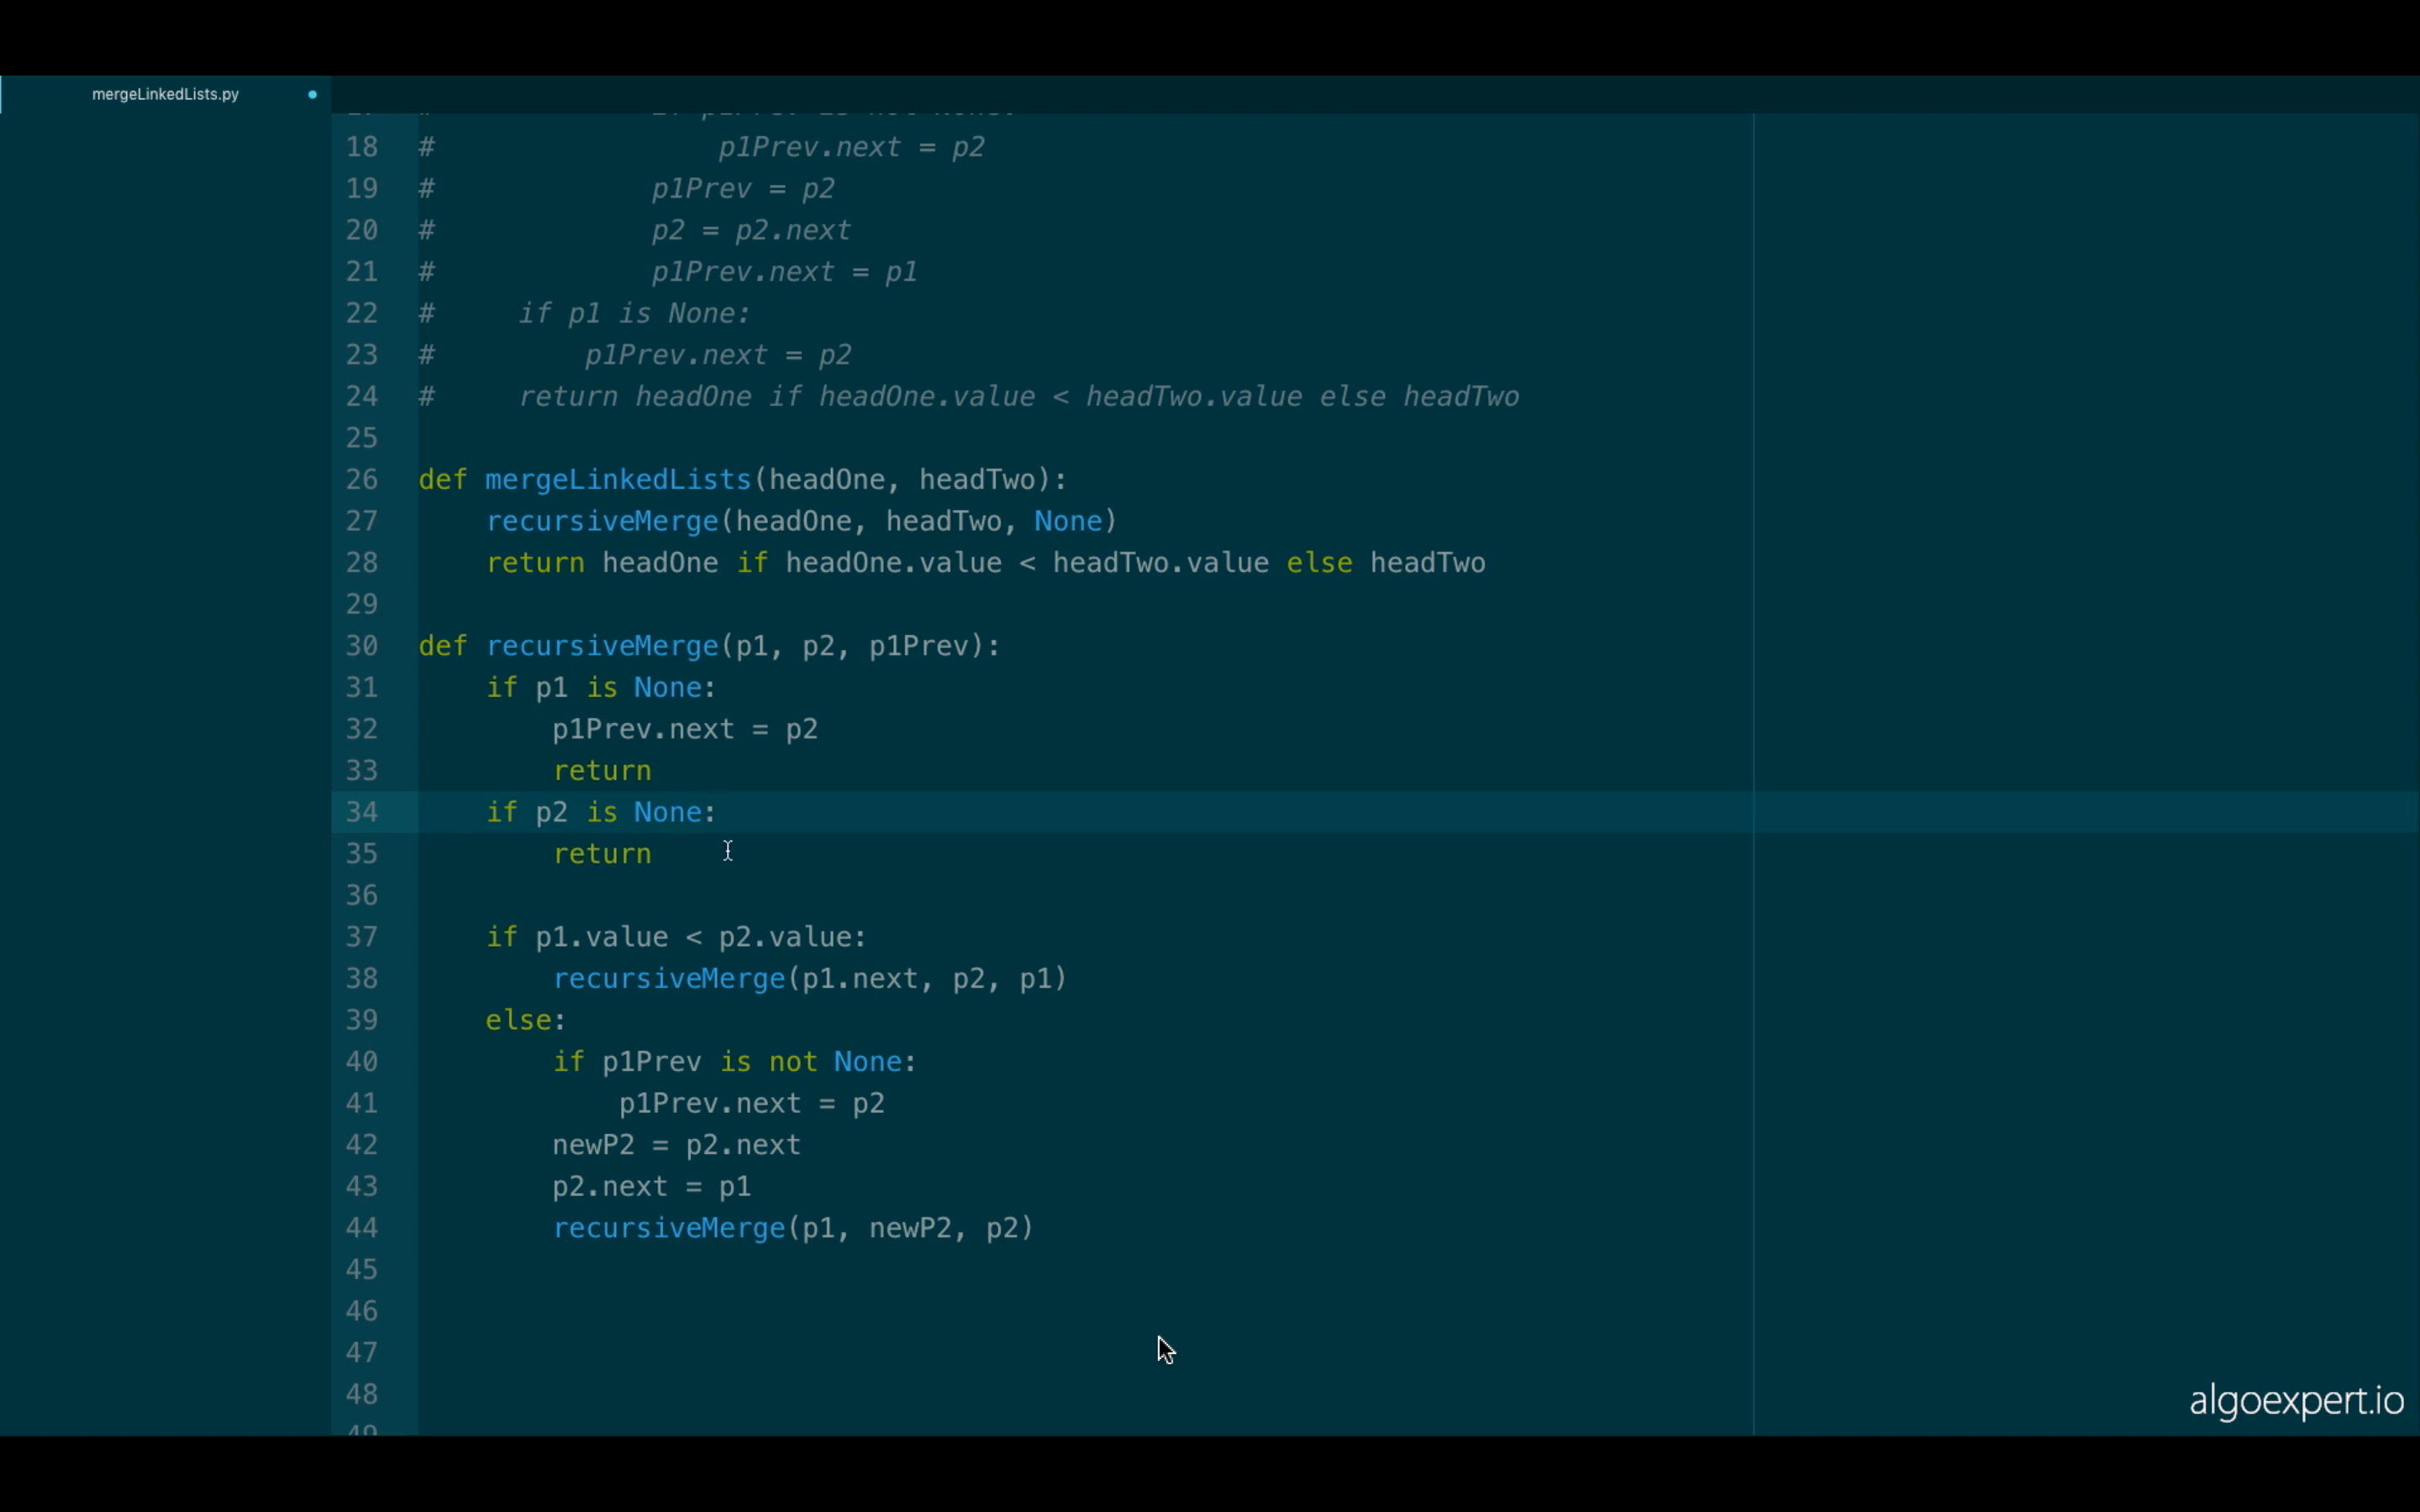 mergeLinkedLists.py
18 #                 p1Prev.next = p2
19 #             p1Prev = p2
20 #             p2 = p2.next
21 #             p1Prev.next = p1
22 #     if p1 is None:
23 #         p1Prev.next = p2
24 #     return headOne if headOne.value < headTwo.value else headTwo
25
26 def mergeLinkedLists(headOne, headTwo):
27     recursiveMerge(headOne, headTwo, None)
28     return headOne if headOne.value < headTwo.value else headTwo
29
30 def recursiveMerge(p1, p2, p1Prev):
31     if p1 is None:
32         p1Prev.next = p2
33         return
34     if p2 is None:
35         return
36
37     if p1.value < p2.value:
38         recursiveMerge(p1.next, p2, p1)
39     else:
40         if p1Prev is not None:
41             p1Prev.next = p2
42         newP2 = p2.next
43         p2.next = p1
44         recursiveMerge(p1, newP2, p2)
45
46
47
48
algoexpert.io